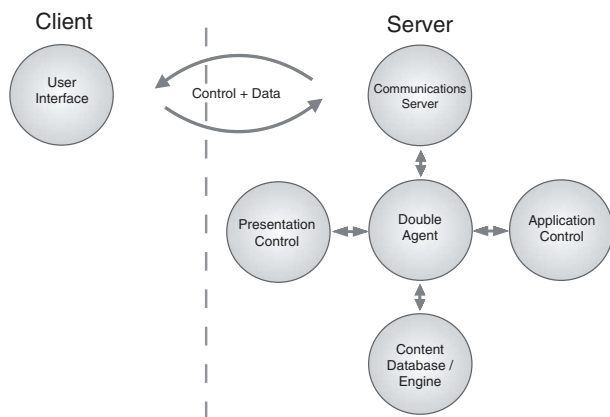 Client
Server
User
Interface
Control + Data
Communications
Server
Presentation
Control
Double
Agent
Application
Control
Content
Database /
Engine